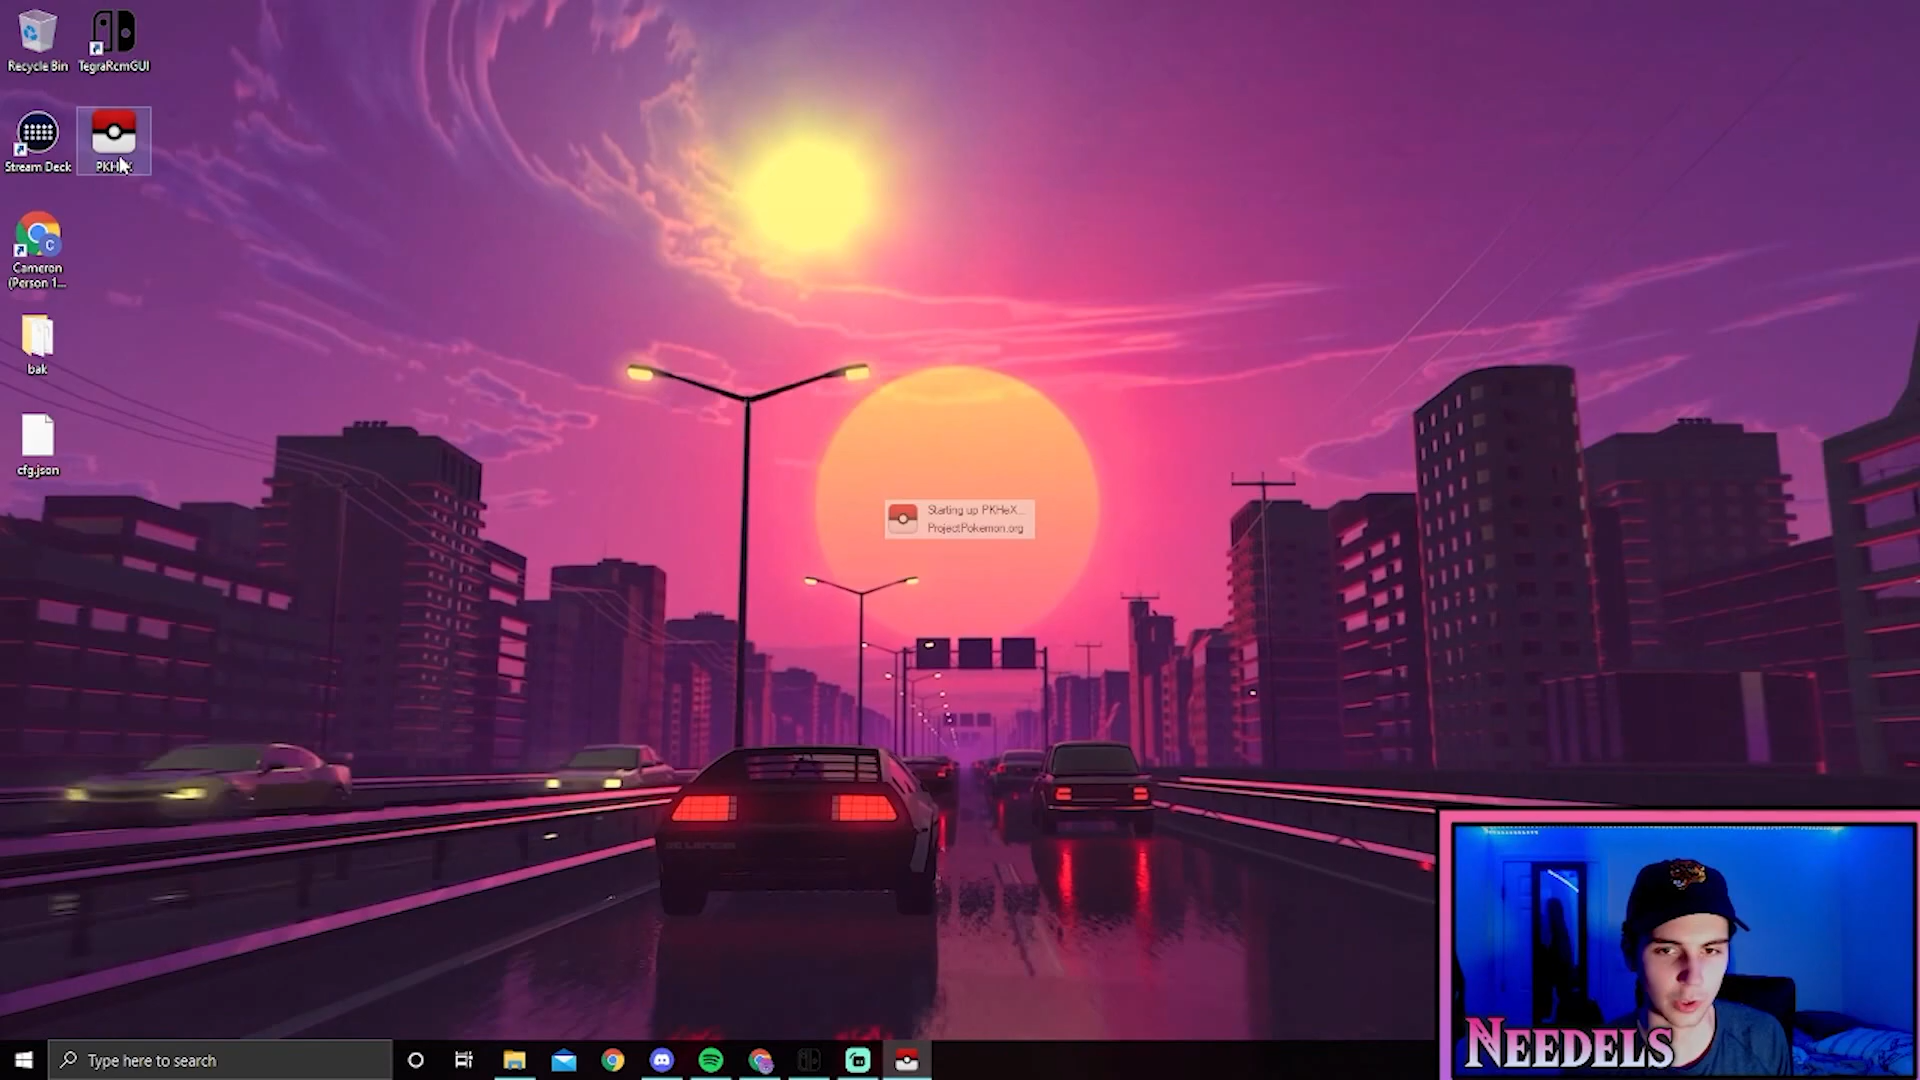 Recycle Bin
TegraRcmGUI
Stream Deck
PKHeX
Cameron
(Person 1...
bak
cfg.json
Starting up PKHeX...
ProjectPokemon.org
Type here to search
NEEDELS